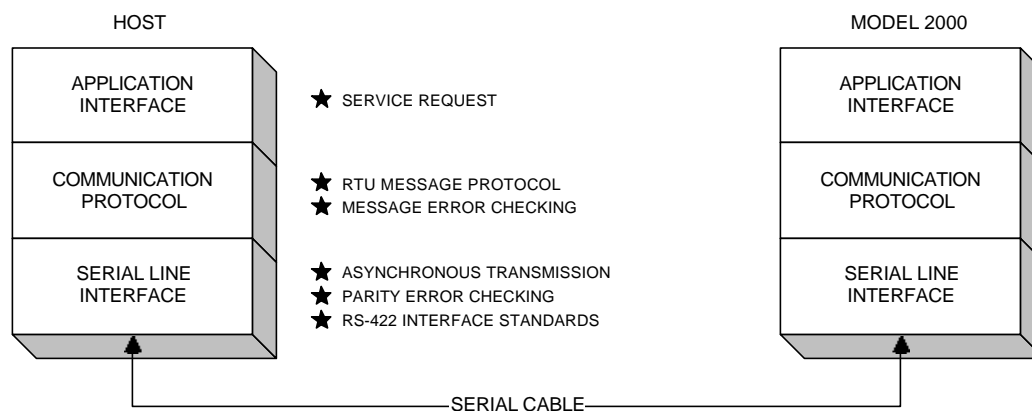 HOST
MODEL 2000
APPLICATION
INTERFACE
★ SERVICE REQUEST
APPLICATION
INTERFACE
COMMUNICATION
PROTOCOL
★ RTU MESSAGE PROTOCOL
★ MESSAGE ERROR CHECKING
COMMUNICATION
PROTOCOL
SERIAL LINE
INTERFACE
★ ASYNCHRONOUS TRANSMISSION
★ PARITY ERROR CHECKING
★ RS-422 INTERFACE STANDARDS
SERIAL LINE
INTERFACE
SERIAL CABLE